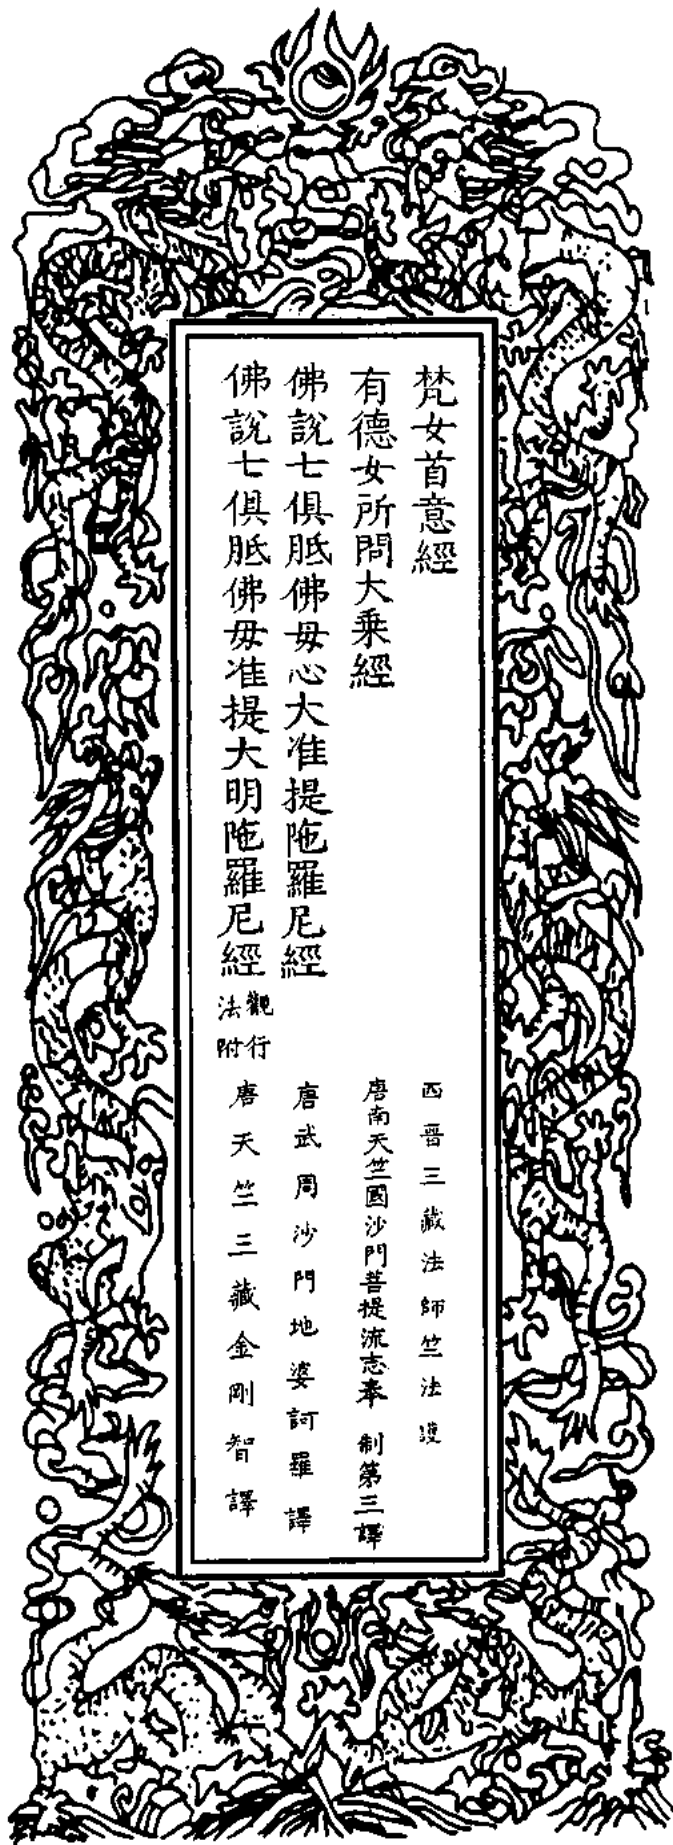 梵女首意經　西晋三藏法師竺法護
有德女所問大乘經　唐南天竺國沙門菩提流志奉　制第三譯
佛說七俱胝佛毋心大准提陁羅尼經　唐武周沙門地婆訶羅譯
佛說七俱胝佛毋准提大明陁羅尼經　觀行法附　唐天竺三藏金剛智譯